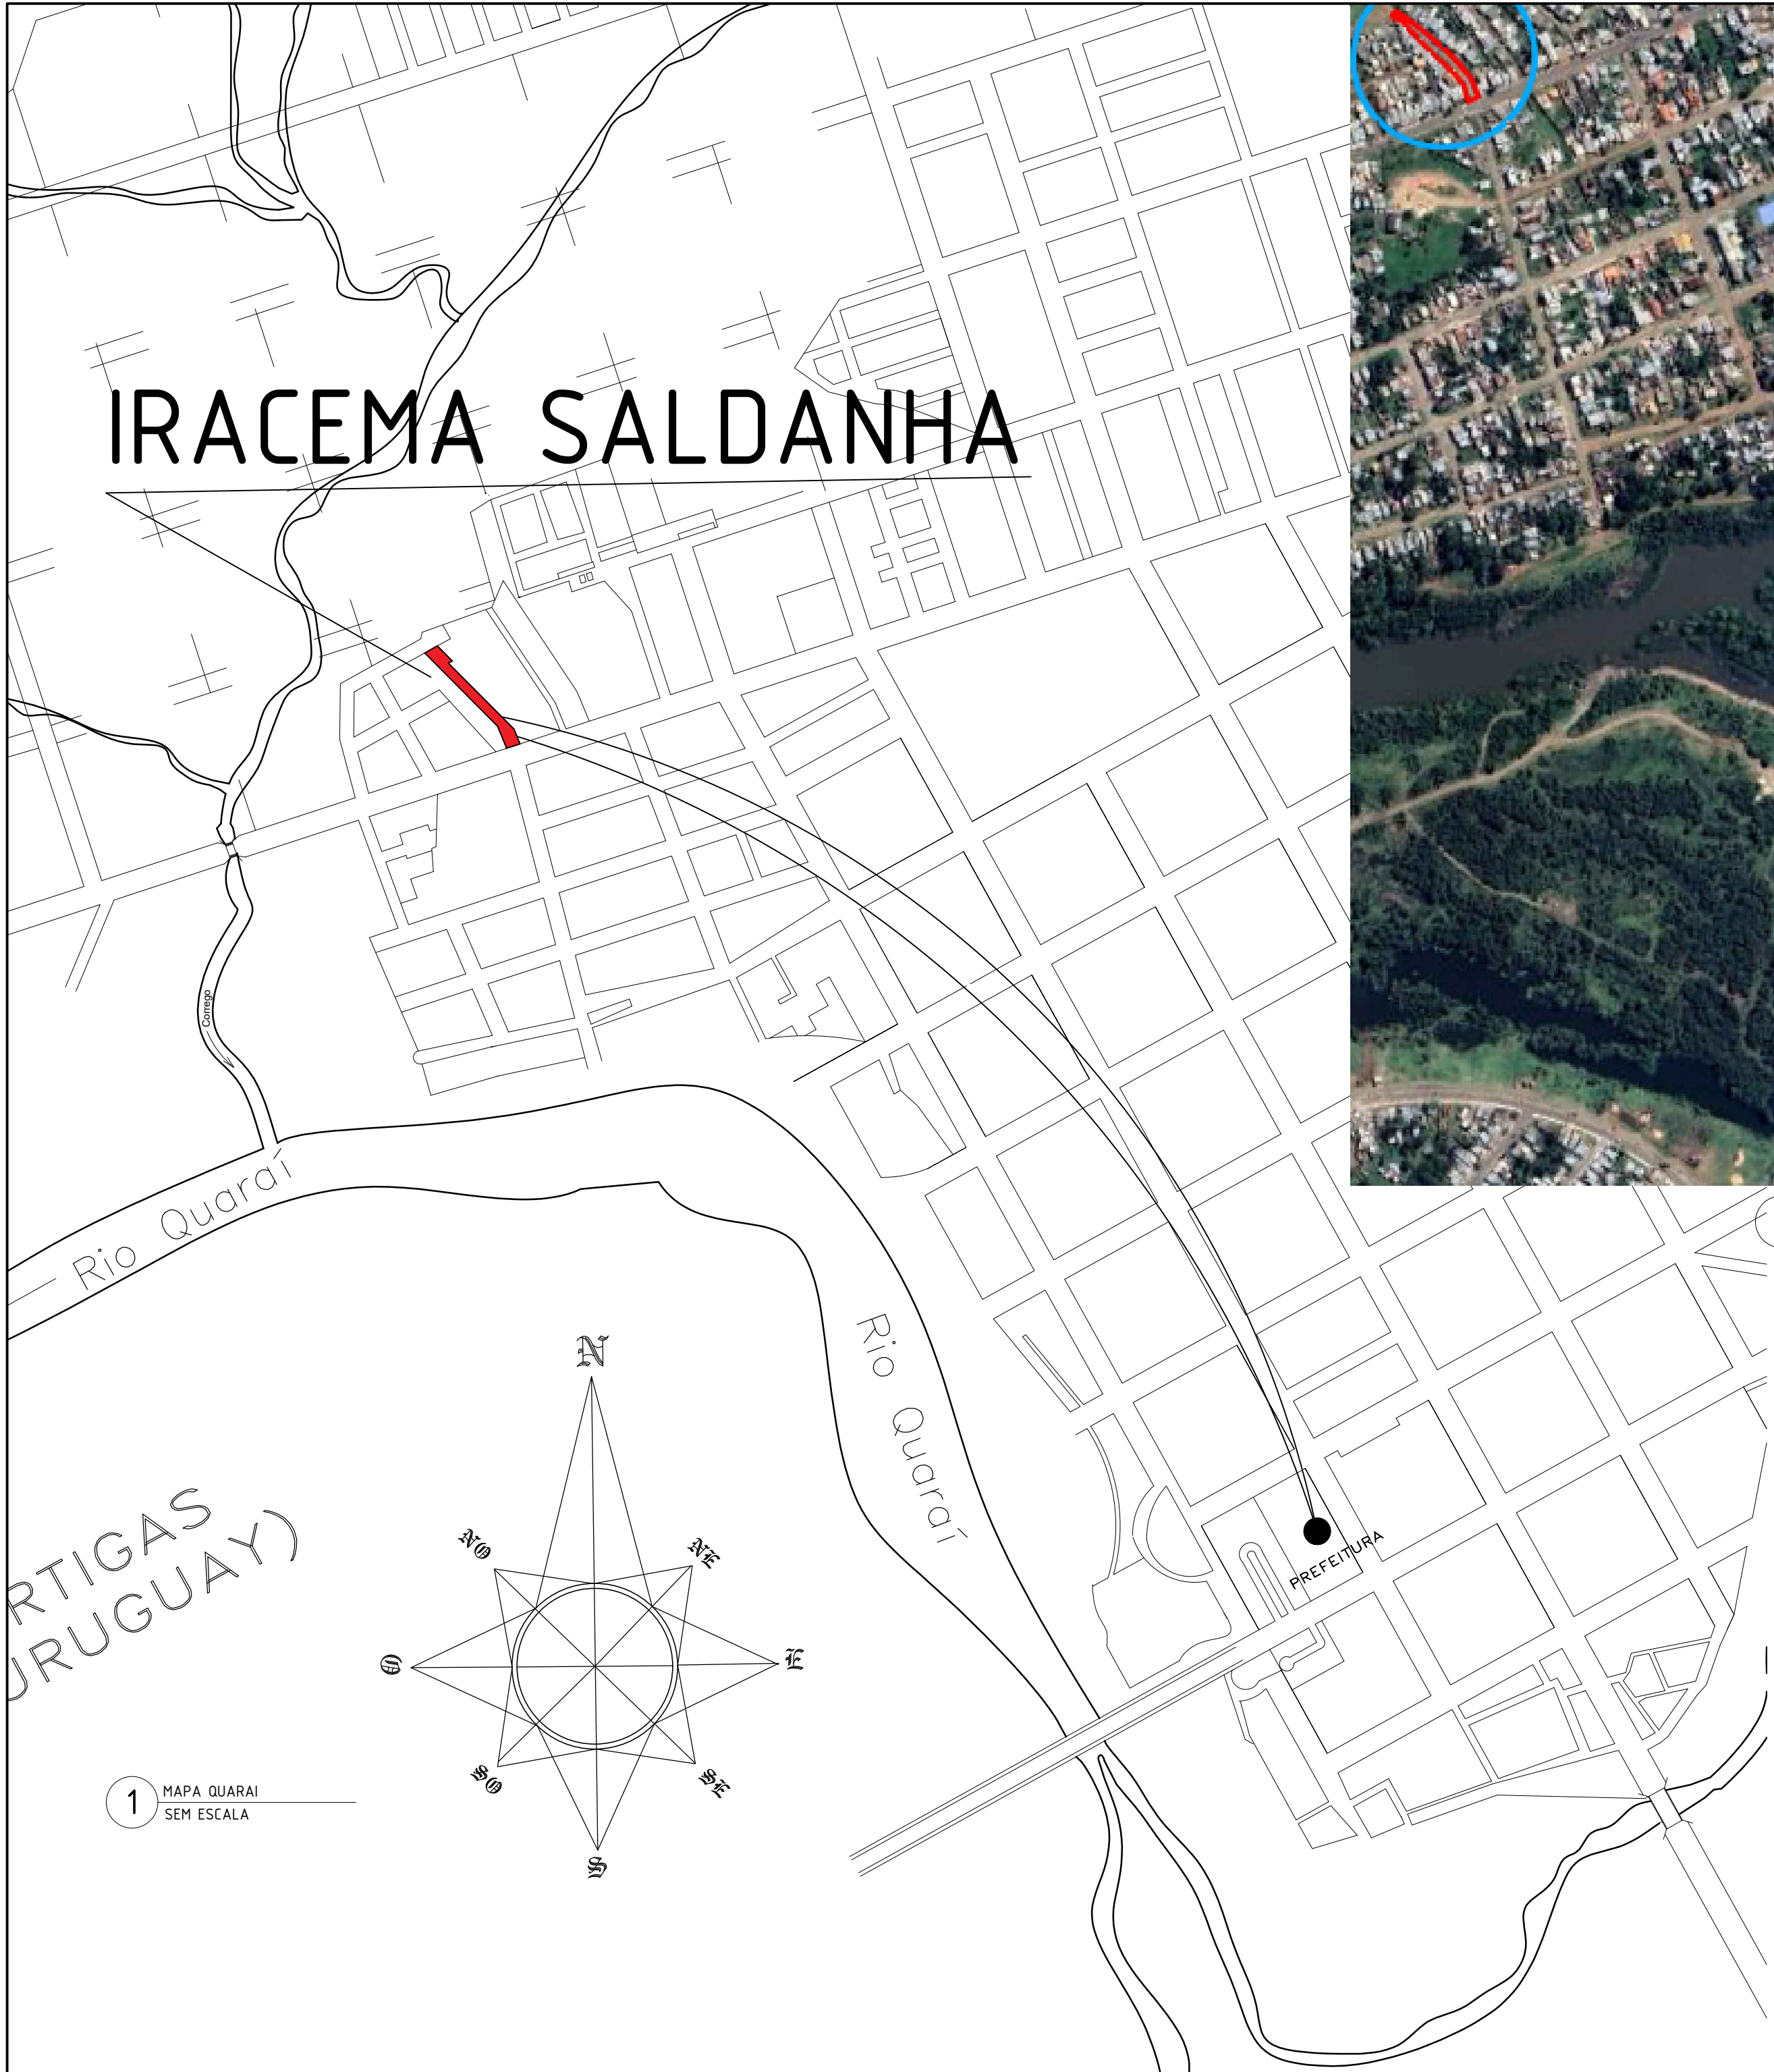 IRACEMA SALDANHA
Corrego
Rio Quaraí
Rio Quaraí
N
NO
NE
O
E
SO
SE
S
RTIGAS
URUGUAY)
PREFEITURA
1
MAPA QUARAI
SEM ESCALA